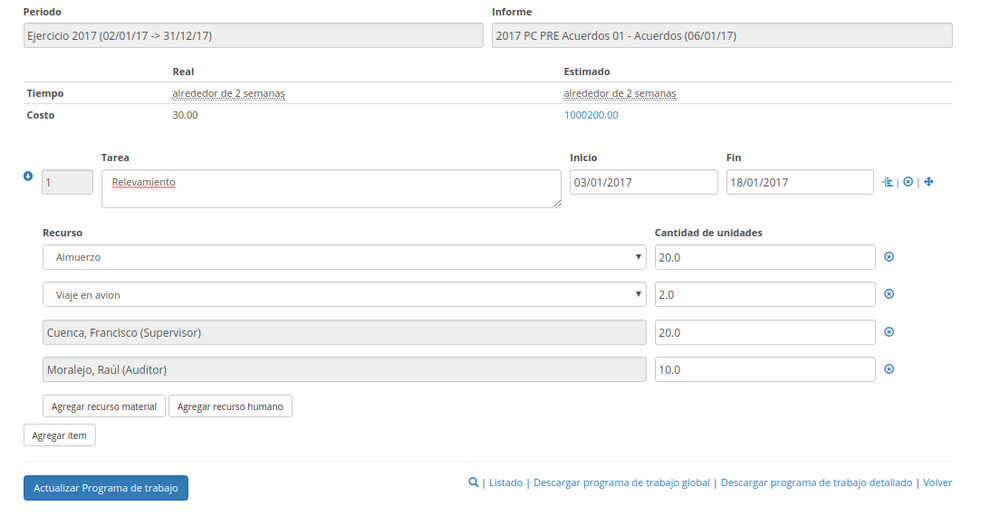 Periodo Informe
Ejercicio 2017 (02/01/17 -> 31/12/17) 2017 PC PRE Acuerdos 01 - Acuerdos (06/01/17)
Real Estimado
Tiempo alrededor de 2 semanas alrededor de 2 semanas
Costo 30.00 1000200.00
Tarea Inicio Fin
1 Relevamiento 03/01/2017 18/01/2017 | |
Recurso Cantidad de unidades
Almuerzo 20.0
Viaje en avion 2.0
Cuenca, Francisco (Supervisor) 20.0
Moralejo, Raúl (Auditor) 10.0
Agregar recurso material Agregar recurso humano
Agregar ítem
Actualizar Programa de trabajo | Listado | Descargar programa de trabajo global | Descargar programa de trabajo detallado | Volver